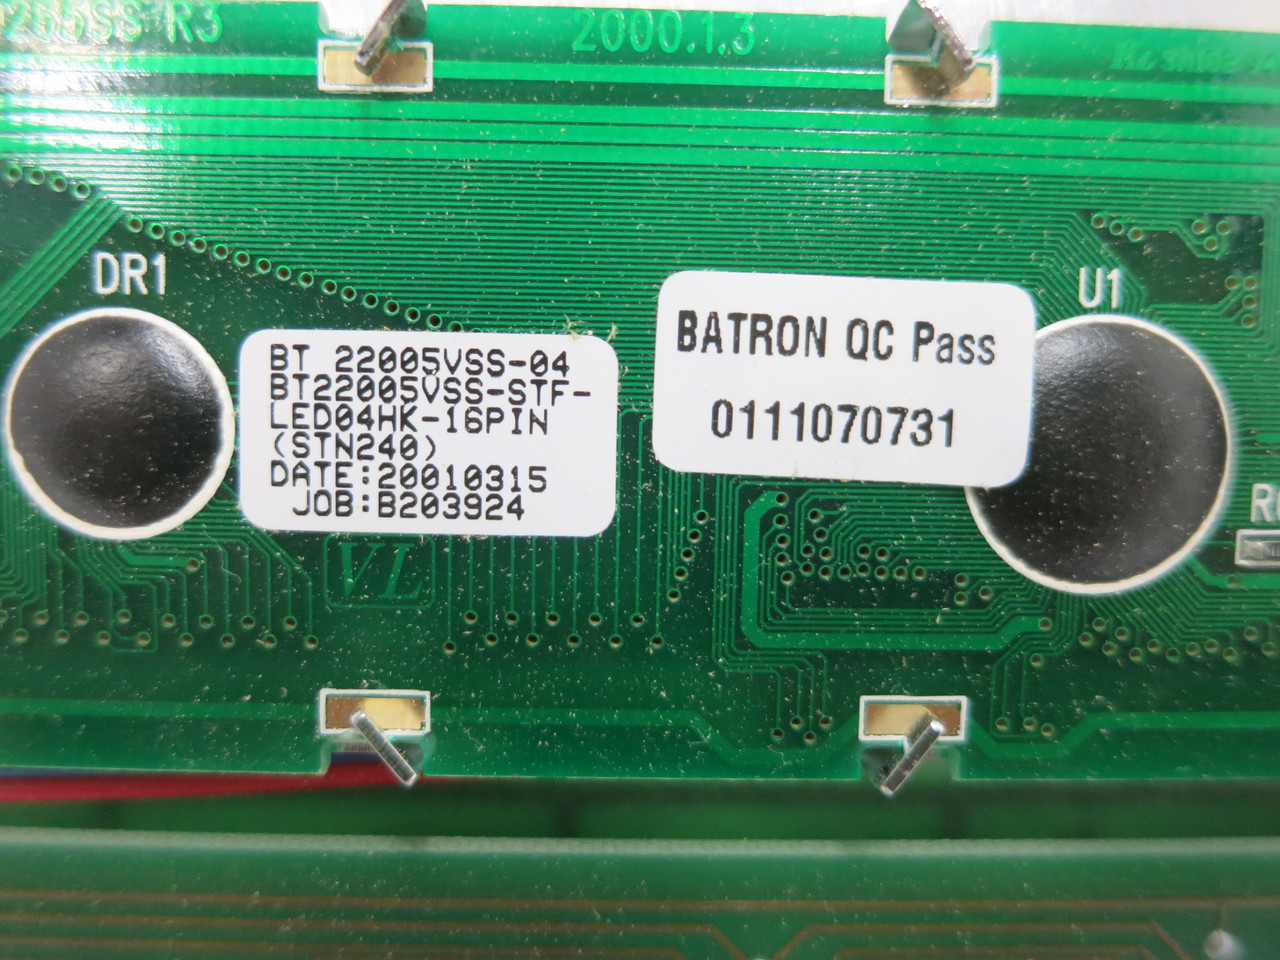 R3
2000.1.3
DR1
U1
BT 22005VSS-04
BT22005VSS-STF-
LED04HK-16PIN
(STN240)
DATE:20010315
JOB:B203924
BATRON QC Pass
0111070731
VL